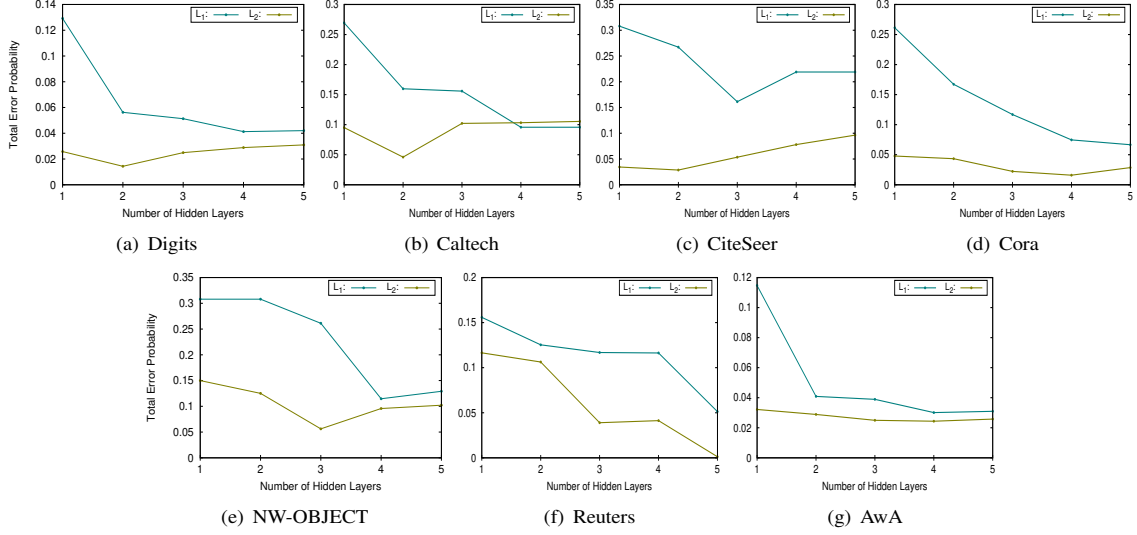 L1: L2:
0.14
0.12
0.1
0.08
0.06
0.04
0.02
0
Total Error Probability
1 2 3 4 5
Number of Hidden Layers
(a) Digits
L1: L2:
0.3
0.25
0.2
0.15
0.1
0.05
0
1 2 3 4 5
Number of Hidden Layers
(b) Caltech
L1: L2:
0.35
0.3
0.25
0.2
0.15
0.1
0.05
0
1 2 3 4 5
Number of Hidden Layers
(c) CiteSeer
L1: L2:
0.3
0.25
0.2
0.15
0.1
0.05
0
1 2 3 4 5
Number of Hidden Layers
(d) Cora
L1: L2:
0.35
0.3
0.25
0.2
0.15
0.1
0.05
0
Total Error Probability
1 2 3 4 5
Number of Hidden Layers
(e) NW-OBJECT
L1: L2:
0.2
0.15
0.1
0.05
0
1 2 3 4 5
Number of Hidden Layers
(f) Reuters
L1: L2:
0.12
0.1
0.08
0.06
0.04
0.02
0
1 2 3 4 5
Number of Hidden Layers
(g) AwA